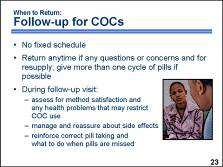 When to Return:
Follow-up for COCs
• No fixed schedule
• Return anytime if any questions or concerns and for
resupply; give more than one cycle of pills if
possible
• During follow-up visit:
– assess for method satisfaction and
any health problems that may restrict
COC use
– manage and reassure about side effects
– reinforce correct pill taking and
what to do when pills are missed
23